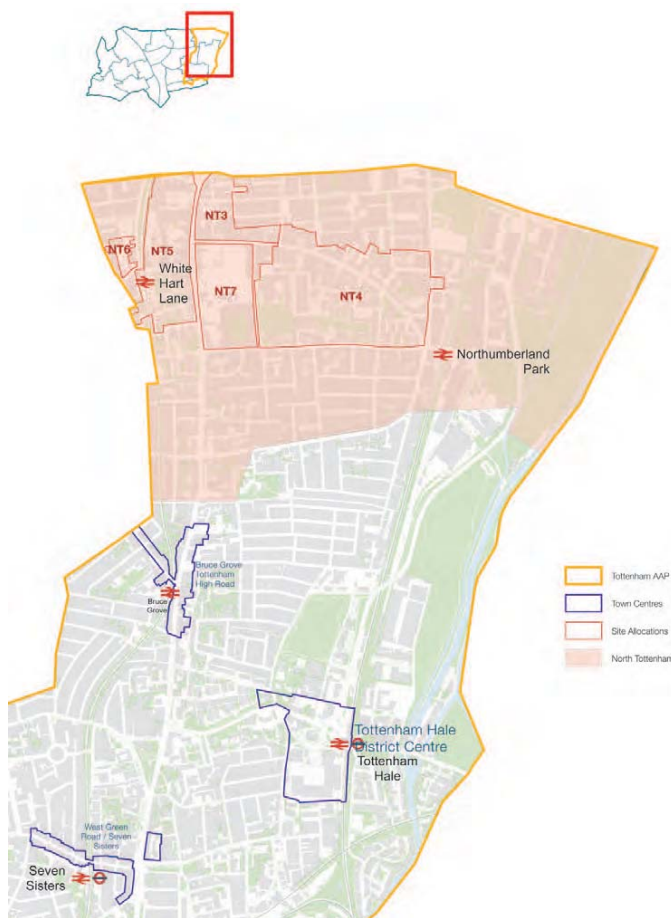 NT3
NT6
NT5
White
Hart
Lane
NT7
NT4
Northumberland
Park
Bruce Grove
Tottenham
High Road
Bruce
Grove
Tottenham AAP
Town Centres
Site Allocations
North Tottenham
Tottenham Hale
District Centre
Tottenham
Hale
West Green
Road / Seven
Sisters
Seven
Sisters